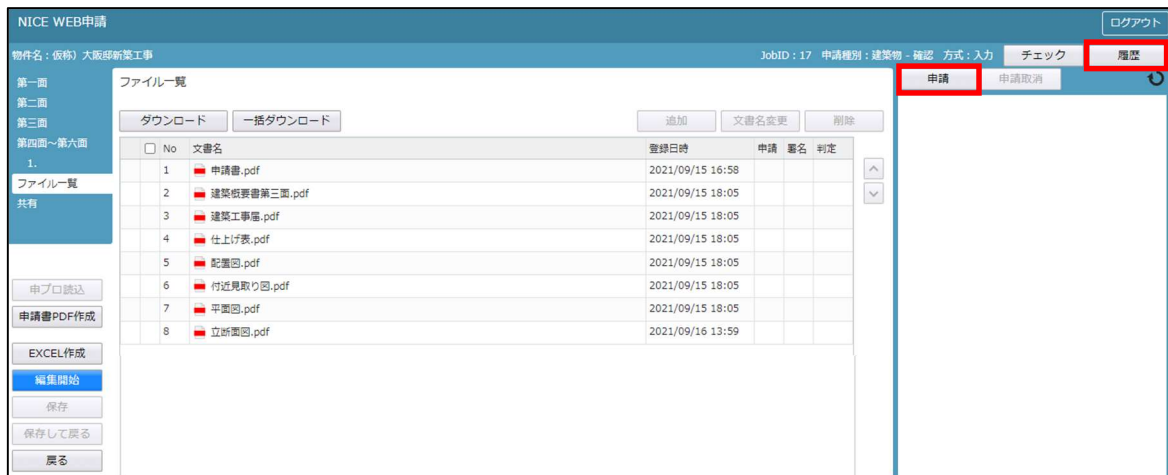 NICE WEB申請
ログアウト
物件名：仮称）大阪邸新築工事
JobID：17 申請種別：建築物 - 確認 方式：入力
チェック
履歴
第一面
第二面
第三面
第四面～第六面
1.
ファイル一覧
共有
申プロ読込
申請書PDF作成
EXCEL作成
編集開始
保存
保存して戻る
戻る
ファイル一覧
ダウンロード 一括ダウンロード 追加 文書名変更 削除
No 文書名 登録日時 申請 署名 判定
1 申請書.pdf 2021/09/15 16:58
2 建築概要書第三面.pdf 2021/09/15 18:05
3 建築工事届.pdf 2021/09/15 18:05
4 仕上げ表.pdf 2021/09/15 18:05
5 配置図.pdf 2021/09/15 18:05
6 付近見取り図.pdf 2021/09/15 18:05
7 平面図.pdf 2021/09/15 18:05
8 立断面図.pdf 2021/09/16 13:59
申請 申請取消